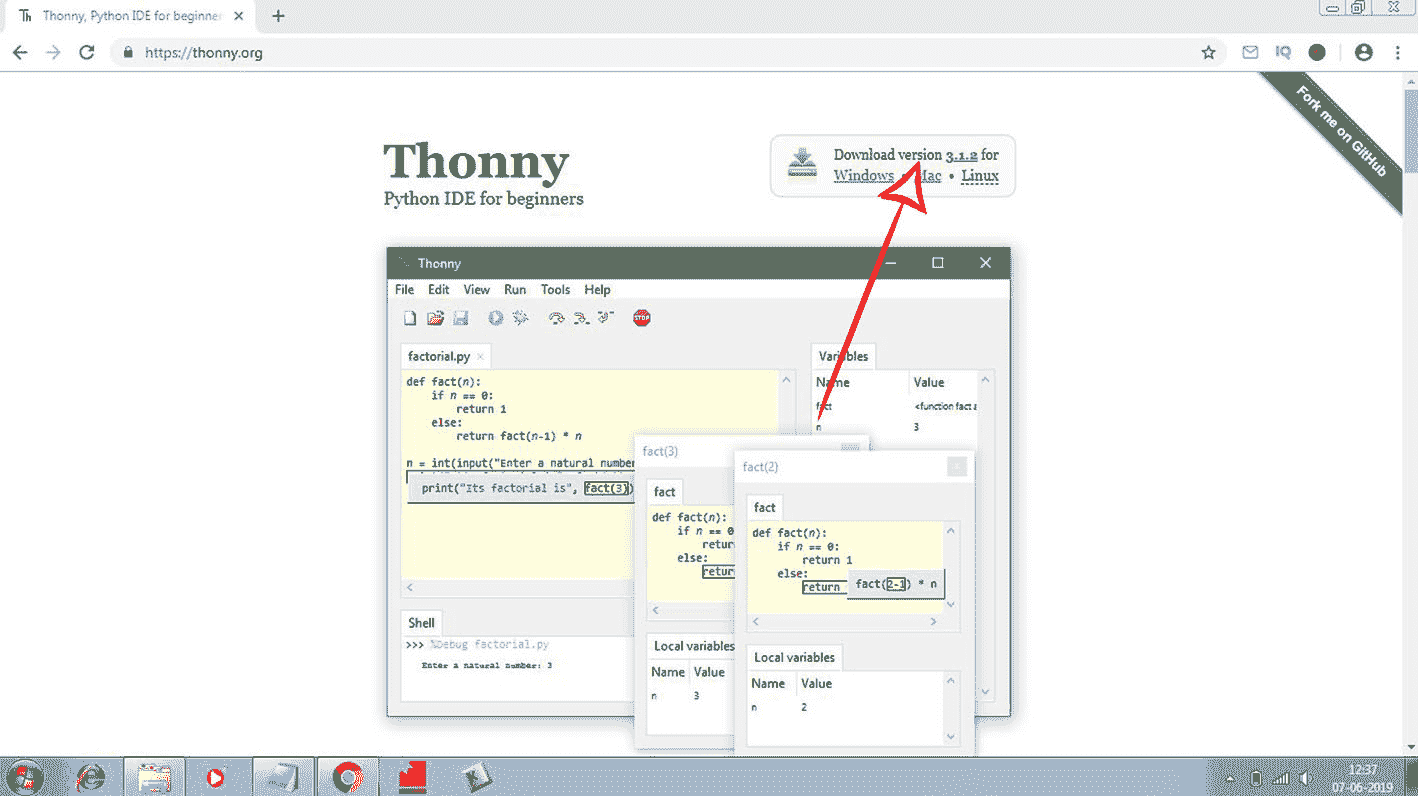 Thonny, Python IDE for beginner
https://thonny.org
Fork me on GitHub
Thonny
Python IDE for beginners
Download version 3.1.2 for
Windows • Mac • Linux
Thonny
File Edit View Run Tools Help
STOP
factorial.py
def fact(n):
if n == 0:
return 1
else:
return fact(n-1) * n
n = int(input("Enter a natural number
print("Its factorial is", fact(3))
Variables
Name Value
fact <function fact a
n 3
fact(3)
fact
def fact(n):
if n == 0
retur
else:
return
Local variables
Name Value
n 3
fact(2)
fact
def fact(n):
if n == 0:
return 1
else:
return fact(2-1) * n
Local variables
Name Value
n 2
Shell
>>> %Debug factorial.py
Enter a natural number: 3
12:37
07-06-2019